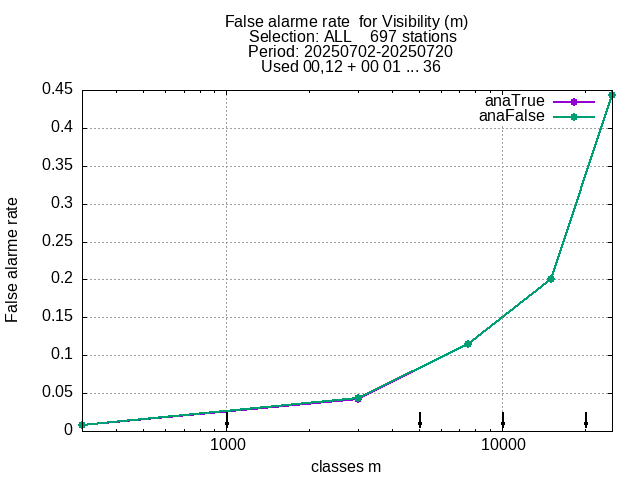 False alarme rate  for Visibility (m)
Selection: ALL    697 stations
Period: 20250702-20250720
Used 00,12 + 00 01 ... 36
anaTrue
anaFalse
0.45
0.4
0.35
0.3
0.25
0.2
0.15
0.1
0.05
0
False alarme rate
1000
10000
classes m